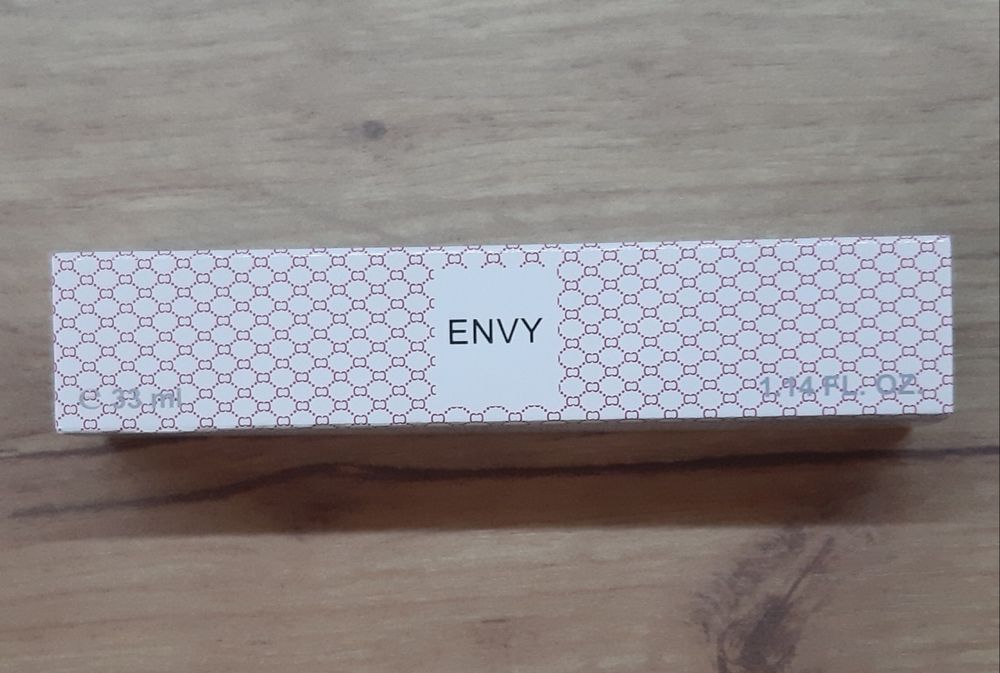 ENVY
℮ 33 ml
1.14 FL. OZ.